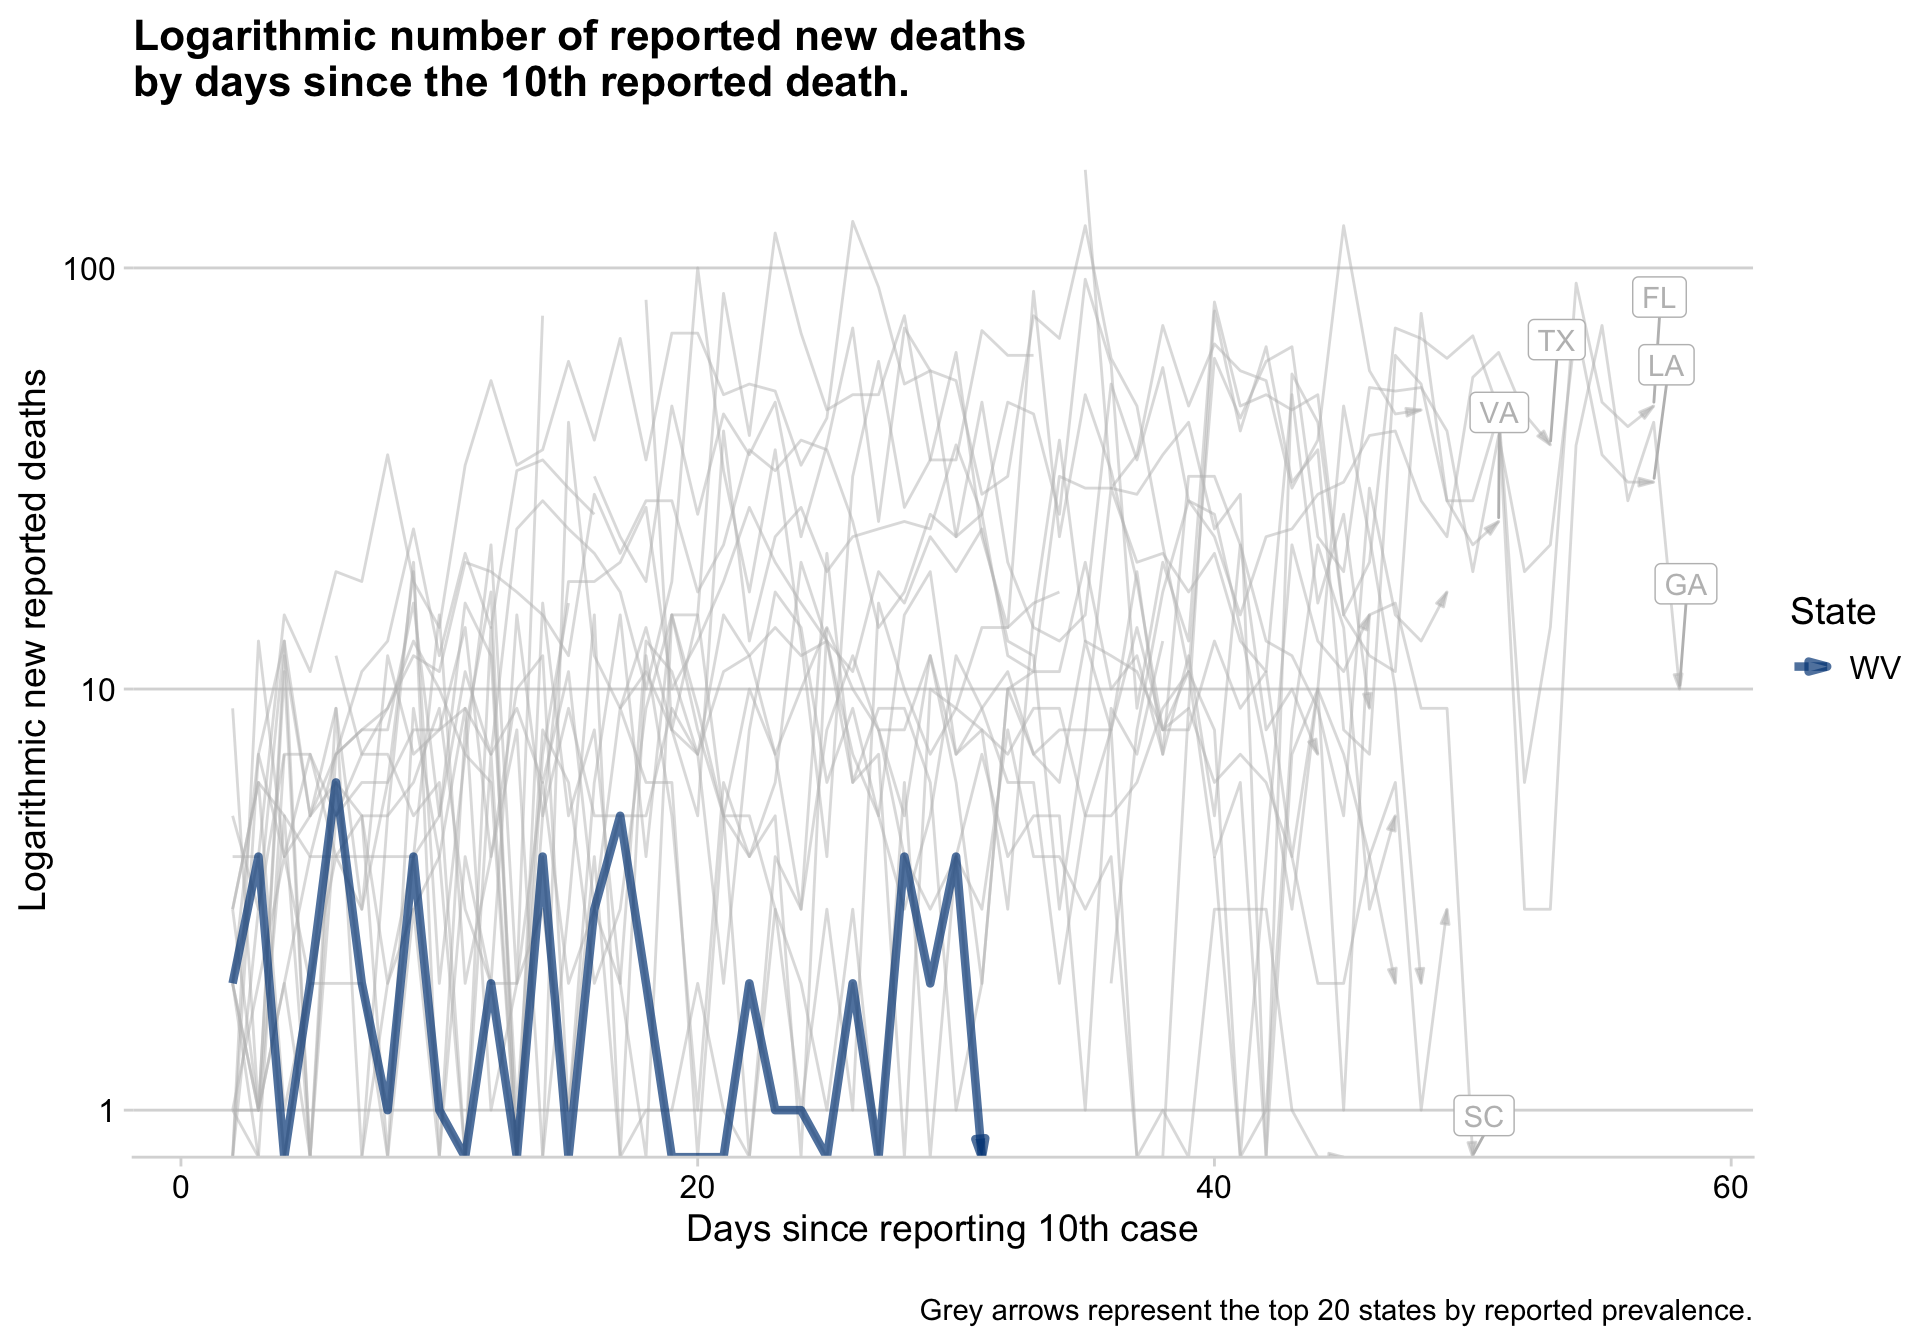 Logarithmic number of reported new deaths
by days since the 10th reported death.
Logarithmic new reported deaths
100
10
1
FL
TX
LA
VA
GA
SC
State
WV
0
20
40
60
Days since reporting 10th case
Grey arrows represent the top 20 states by reported prevalence.